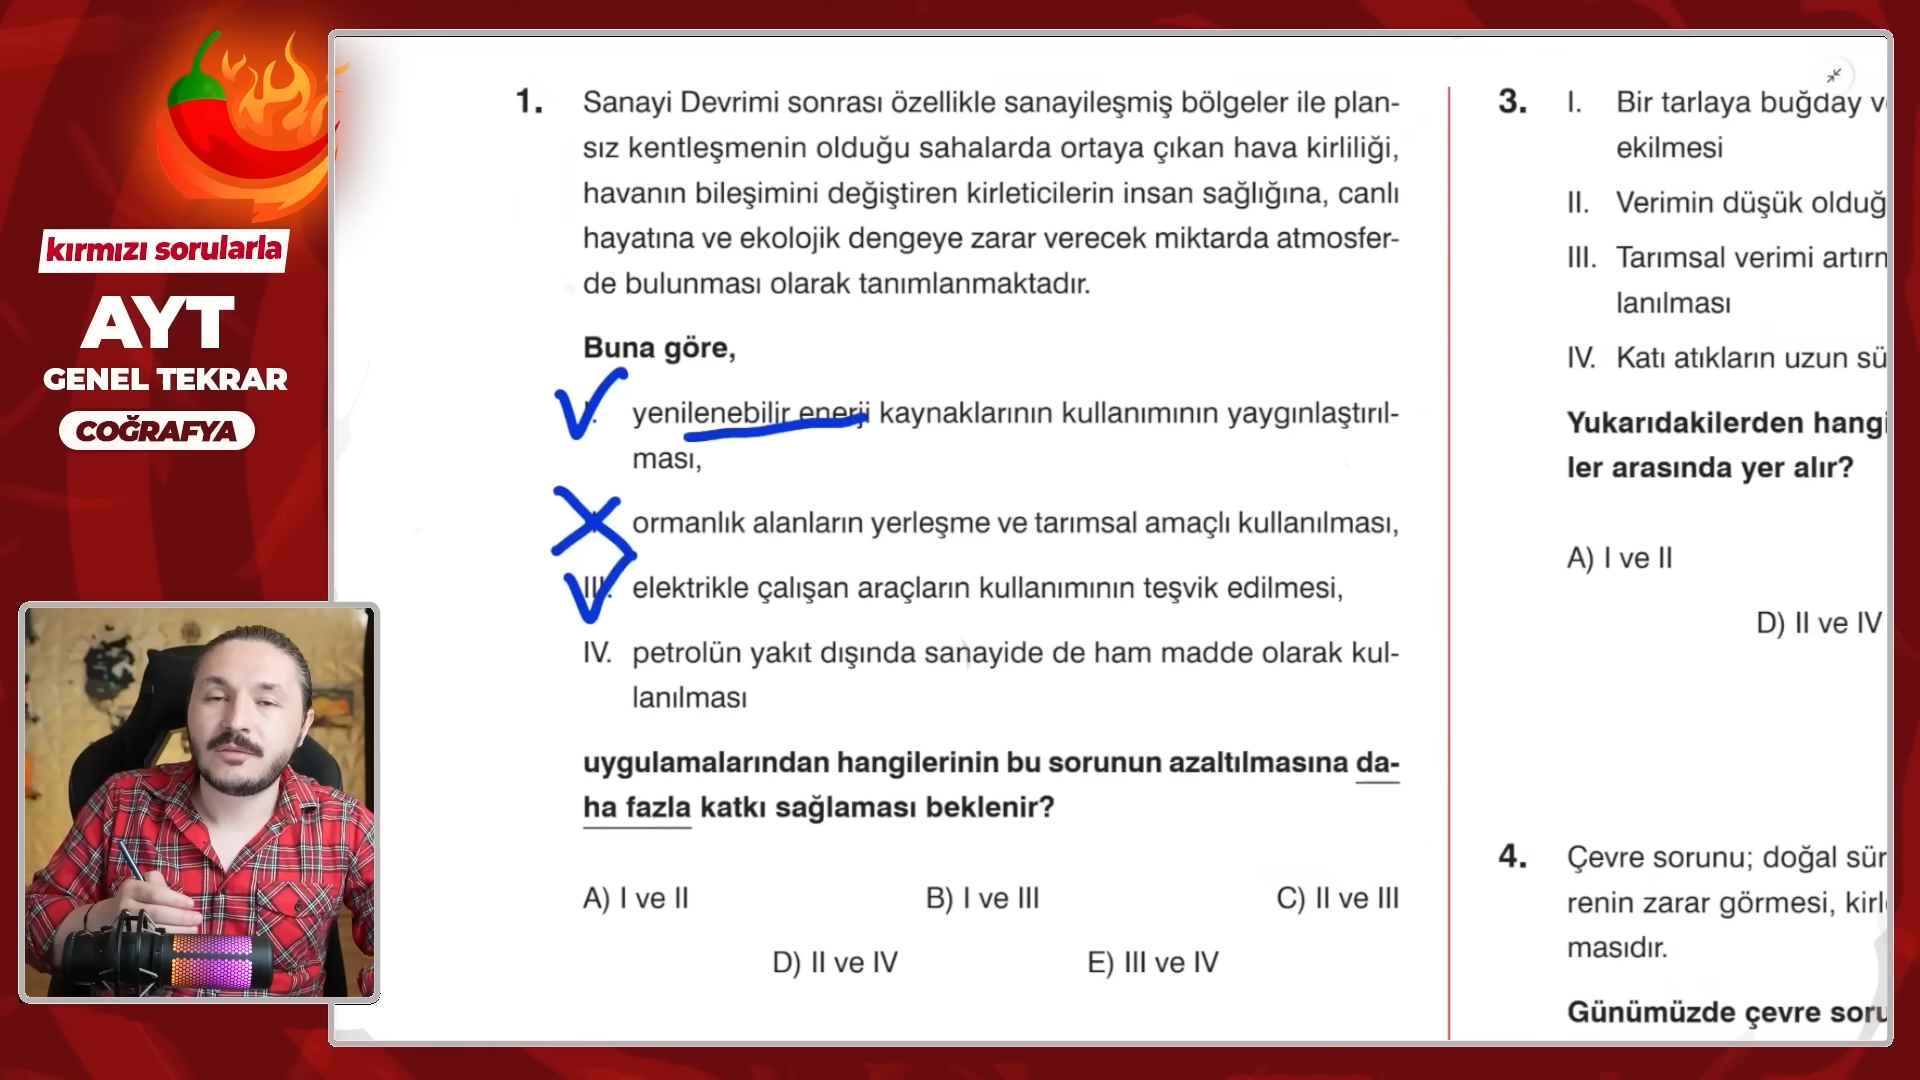 kırmızı sorularla
AYT
GENEL TEKRAR
COĞRAFYA
1. Sanayi Devrimi sonrası özellikle sanayileşmiş bölgeler ile plan-
sız kentleşmenin olduğu sahalarda ortaya çıkan hava kirliliği,
havanın bileşimini değiştiren kirleticilerin insan sağlığına, canlı
hayatına ve ekolojik dengeye zarar verecek miktarda atmosfer-
de bulunması olarak tanımlanmaktadır.
Buna göre,
yenilenebilir enerji kaynaklarının kullanımının yaygınlaştırıl-
ması,
ormanlık alanların yerleşme ve tarımsal amaçlı kullanılması,
III. elektrikle çalışan araçların kullanımının teşvik edilmesi,
IV. petrolün yakıt dışında sanayide de ham madde olarak kul-
lanılması
uygulamalarından hangilerinin bu sorunun azaltılmasına da-
ha fazla katkı sağlaması beklenir?
A) I ve II B) I ve III C) II ve III
D) II ve IV E) III ve IV
3. I. Bir tarlaya buğday
ekilmesi
II. Verimin düşük
III. Tarımsal verimi
lanılması
IV. Katı atıkların uzun
Yukarıdakilerden
ler arasında yer alır?
A) I ve II
D) II ve IV
4. Çevre sorunu; doğal
renin zarar görmesi,
masıdır.
Günümüzde çevre